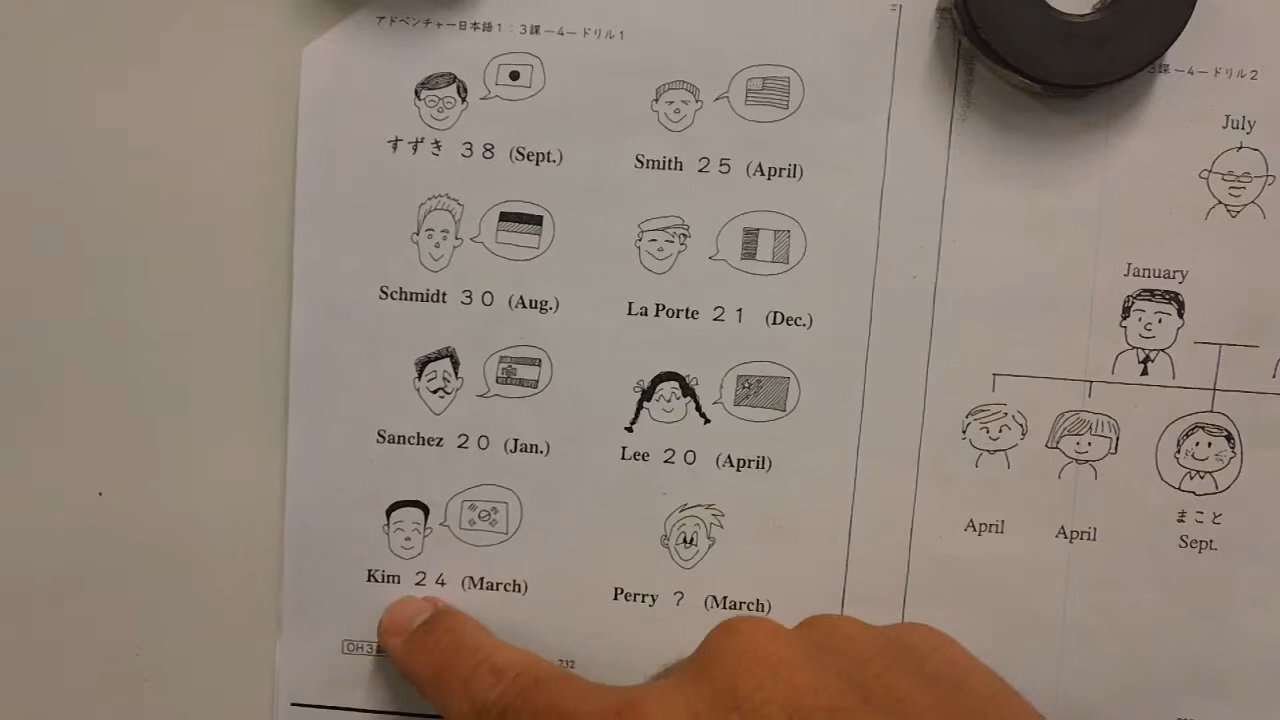 アドベンチャー日本語1：3課－4－ドリル1
すずき 38 (Sept.)
Smith 25 (April)
Schmidt 30 (Aug.)
La Porte 21 (Dec.)
Sanchez 20 (Jan.)
Lee 20 (April)
Kim 24 (March)
Perry ? (March)
OH3
232
3課－4－ドリル2
July
January
April
April
まこと
Sept.